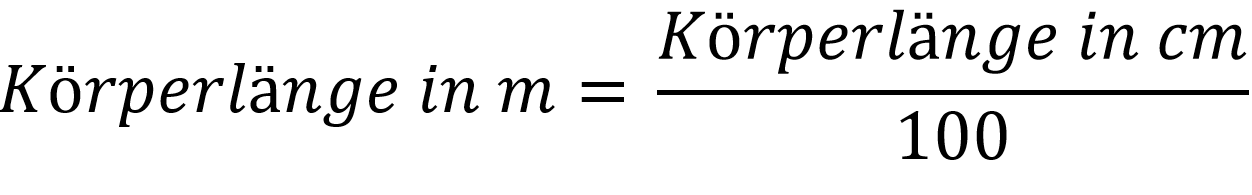 Körperlänge in m = Körperlänge in cm / 100